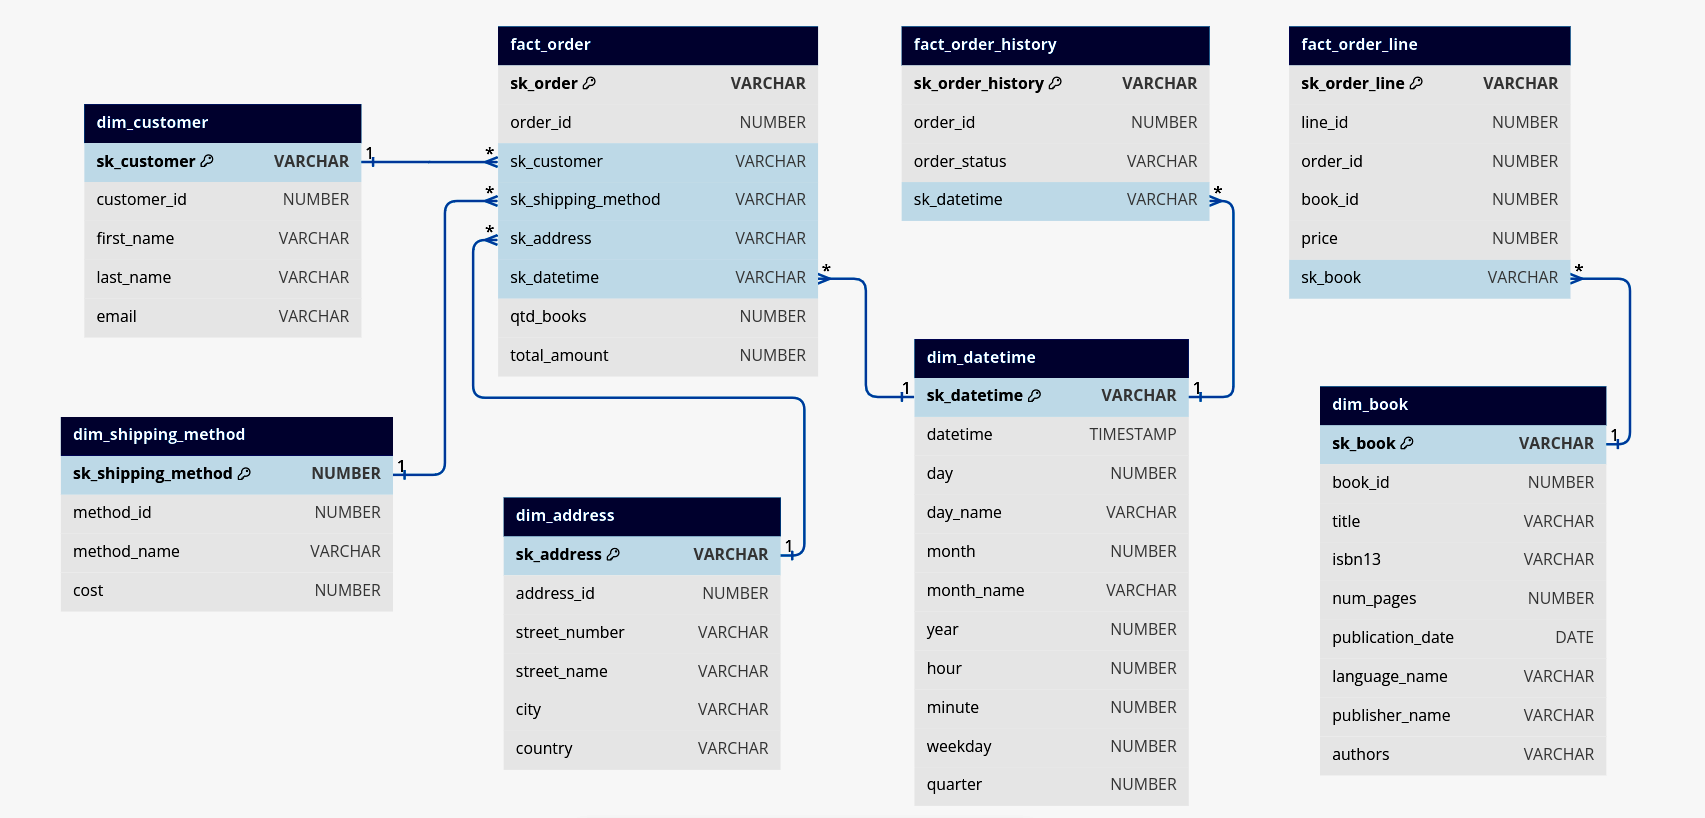 fact_order
sk_order VARCHAR
order_id NUMBER
sk_customer VARCHAR
sk_shipping_method VARCHAR
sk_address VARCHAR
sk_datetime VARCHAR
qtd_books NUMBER
total_amount NUMBER
fact_order_history
sk_order_history VARCHAR
order_id NUMBER
order_status VARCHAR
sk_datetime VARCHAR
fact_order_line
sk_order_line VARCHAR
line_id NUMBER
order_id NUMBER
book_id NUMBER
price NUMBER
sk_book VARCHAR
dim_customer
sk_customer VARCHAR
customer_id NUMBER
first_name VARCHAR
last_name VARCHAR
email VARCHAR
1 *
*
*
*
*
*
dim_shipping_method
sk_shipping_method NUMBER
method_id NUMBER
method_name VARCHAR
cost NUMBER
1
dim_address
sk_address VARCHAR
address_id NUMBER
street_number VARCHAR
street_name VARCHAR
city VARCHAR
country VARCHAR
1
dim_datetime
1 sk_datetime VARCHAR 1
datetime TIMESTAMP
day NUMBER
day_name VARCHAR
month NUMBER
month_name VARCHAR
year NUMBER
hour NUMBER
minute NUMBER
weekday NUMBER
quarter NUMBER
dim_book
sk_book VARCHAR 1
book_id NUMBER
title VARCHAR
isbn13 VARCHAR
num_pages NUMBER
publication_date DATE
language_name VARCHAR
publisher_name VARCHAR
authors VARCHAR